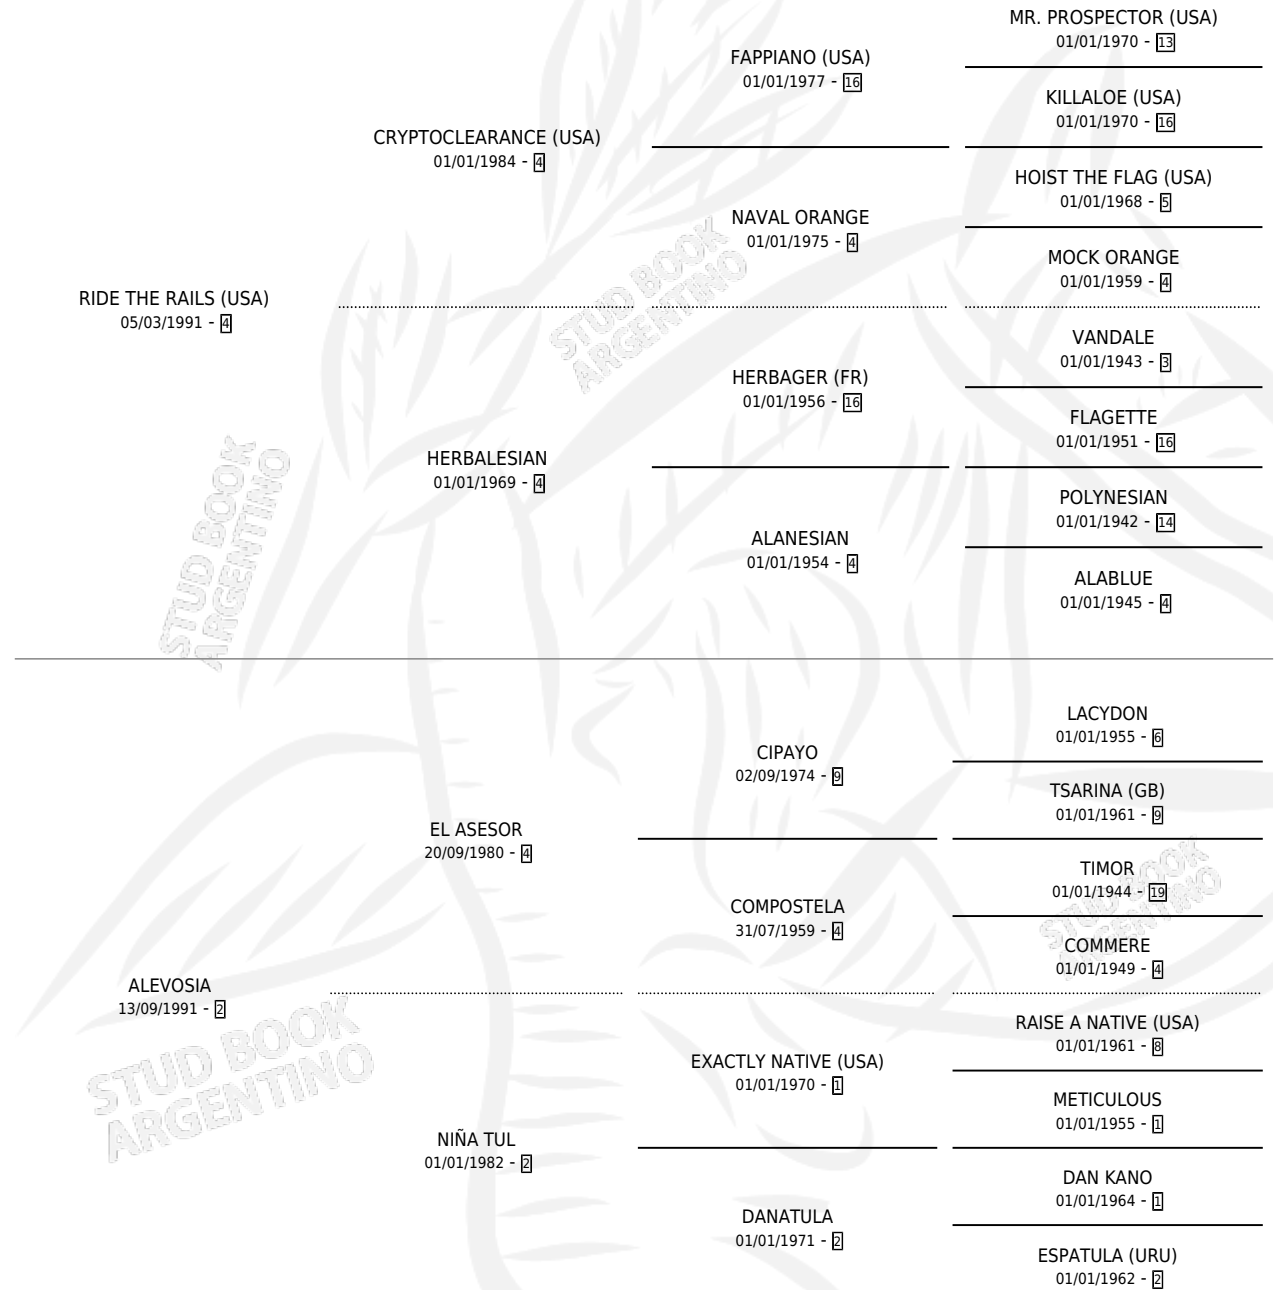 MR. PROSPECTOR (USA)
01/01/1970 - 13
FAPPIANO (USA)
01/01/1977 - 16
KILLALOE (USA)
01/01/1970 - 16
CRYPTOCLEARANCE (USA)
01/01/1984 - 4
HOIST THE FLAG (USA)
01/01/1968 - 5
NAVAL ORANGE
01/01/1975 - 4
MOCK ORANGE
01/01/1959 - 4
RIDE THE RAILS (USA)
05/03/1991 - 4
VANDALE
01/01/1943 - 3
HERBAGER (FR)
01/01/1956 - 16
FLAGETTE
01/01/1951 - 16
HERBALESIAN
01/01/1969 - 4
POLYNESIAN
01/01/1942 - 14
ALANESIAN
01/01/1954 - 4
ALABLUE
01/01/1945 - 4
LACYDON
01/01/1955 - 6
CIPAYO
02/09/1974 - 9
TSARINA (GB)
01/01/1961 - 9
EL ASESOR
20/09/1980 - 4
TIMOR
01/01/1944 - 19
COMPOSTELA
31/07/1959 - 4
COMMERE
01/01/1949 - 4
ALEVOSIA
13/09/1991 - 2
RAISE A NATIVE (USA)
01/01/1961 - 8
EXACTLY NATIVE (USA)
01/01/1970 - 1
METICULOUS
01/01/1955 - 1
NIÑA TUL
01/01/1982 - 2
DAN KANO
01/01/1964 - 1
DANATULA
01/01/1971 - 2
ESPATULA (URU)
01/01/1962 - 2
STUD BOOK
ARGENTINO
STUD BOOK
ARGENTINO
STUD BOOK
ARGENTINO
STUD BOOK
ARGENTINO